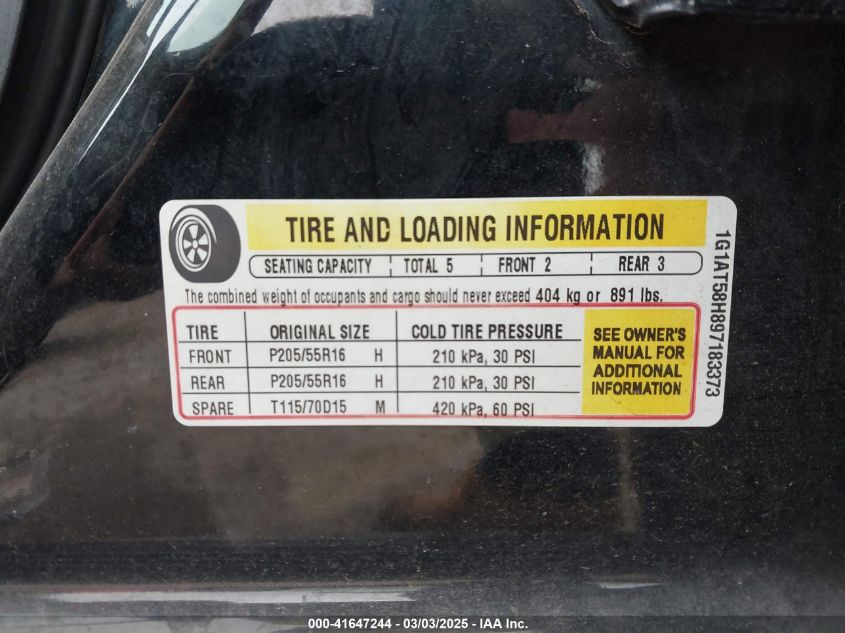 TIRE AND LOADING INFORMATION
SEATING CAPACITY TOTAL 5 FRONT 2 REAR 3
The combined weight of occupants and cargo should never exceed 404 kg or 891 lbs.
TIRE ORIGINAL SIZE COLD TIRE PRESSURE
FRONT P205/55R16 H 210 kPa, 30 PSI
REAR P205/55R16 H 210 kPa, 30 PSI
SPARE T115/70D15 M 420 kPa, 60 PSI
SEE OWNER'S
MANUAL FOR
ADDITIONAL
INFORMATION
1G1AT58H897183373
000-41647244 - 03/03/2025 - IAA Inc.